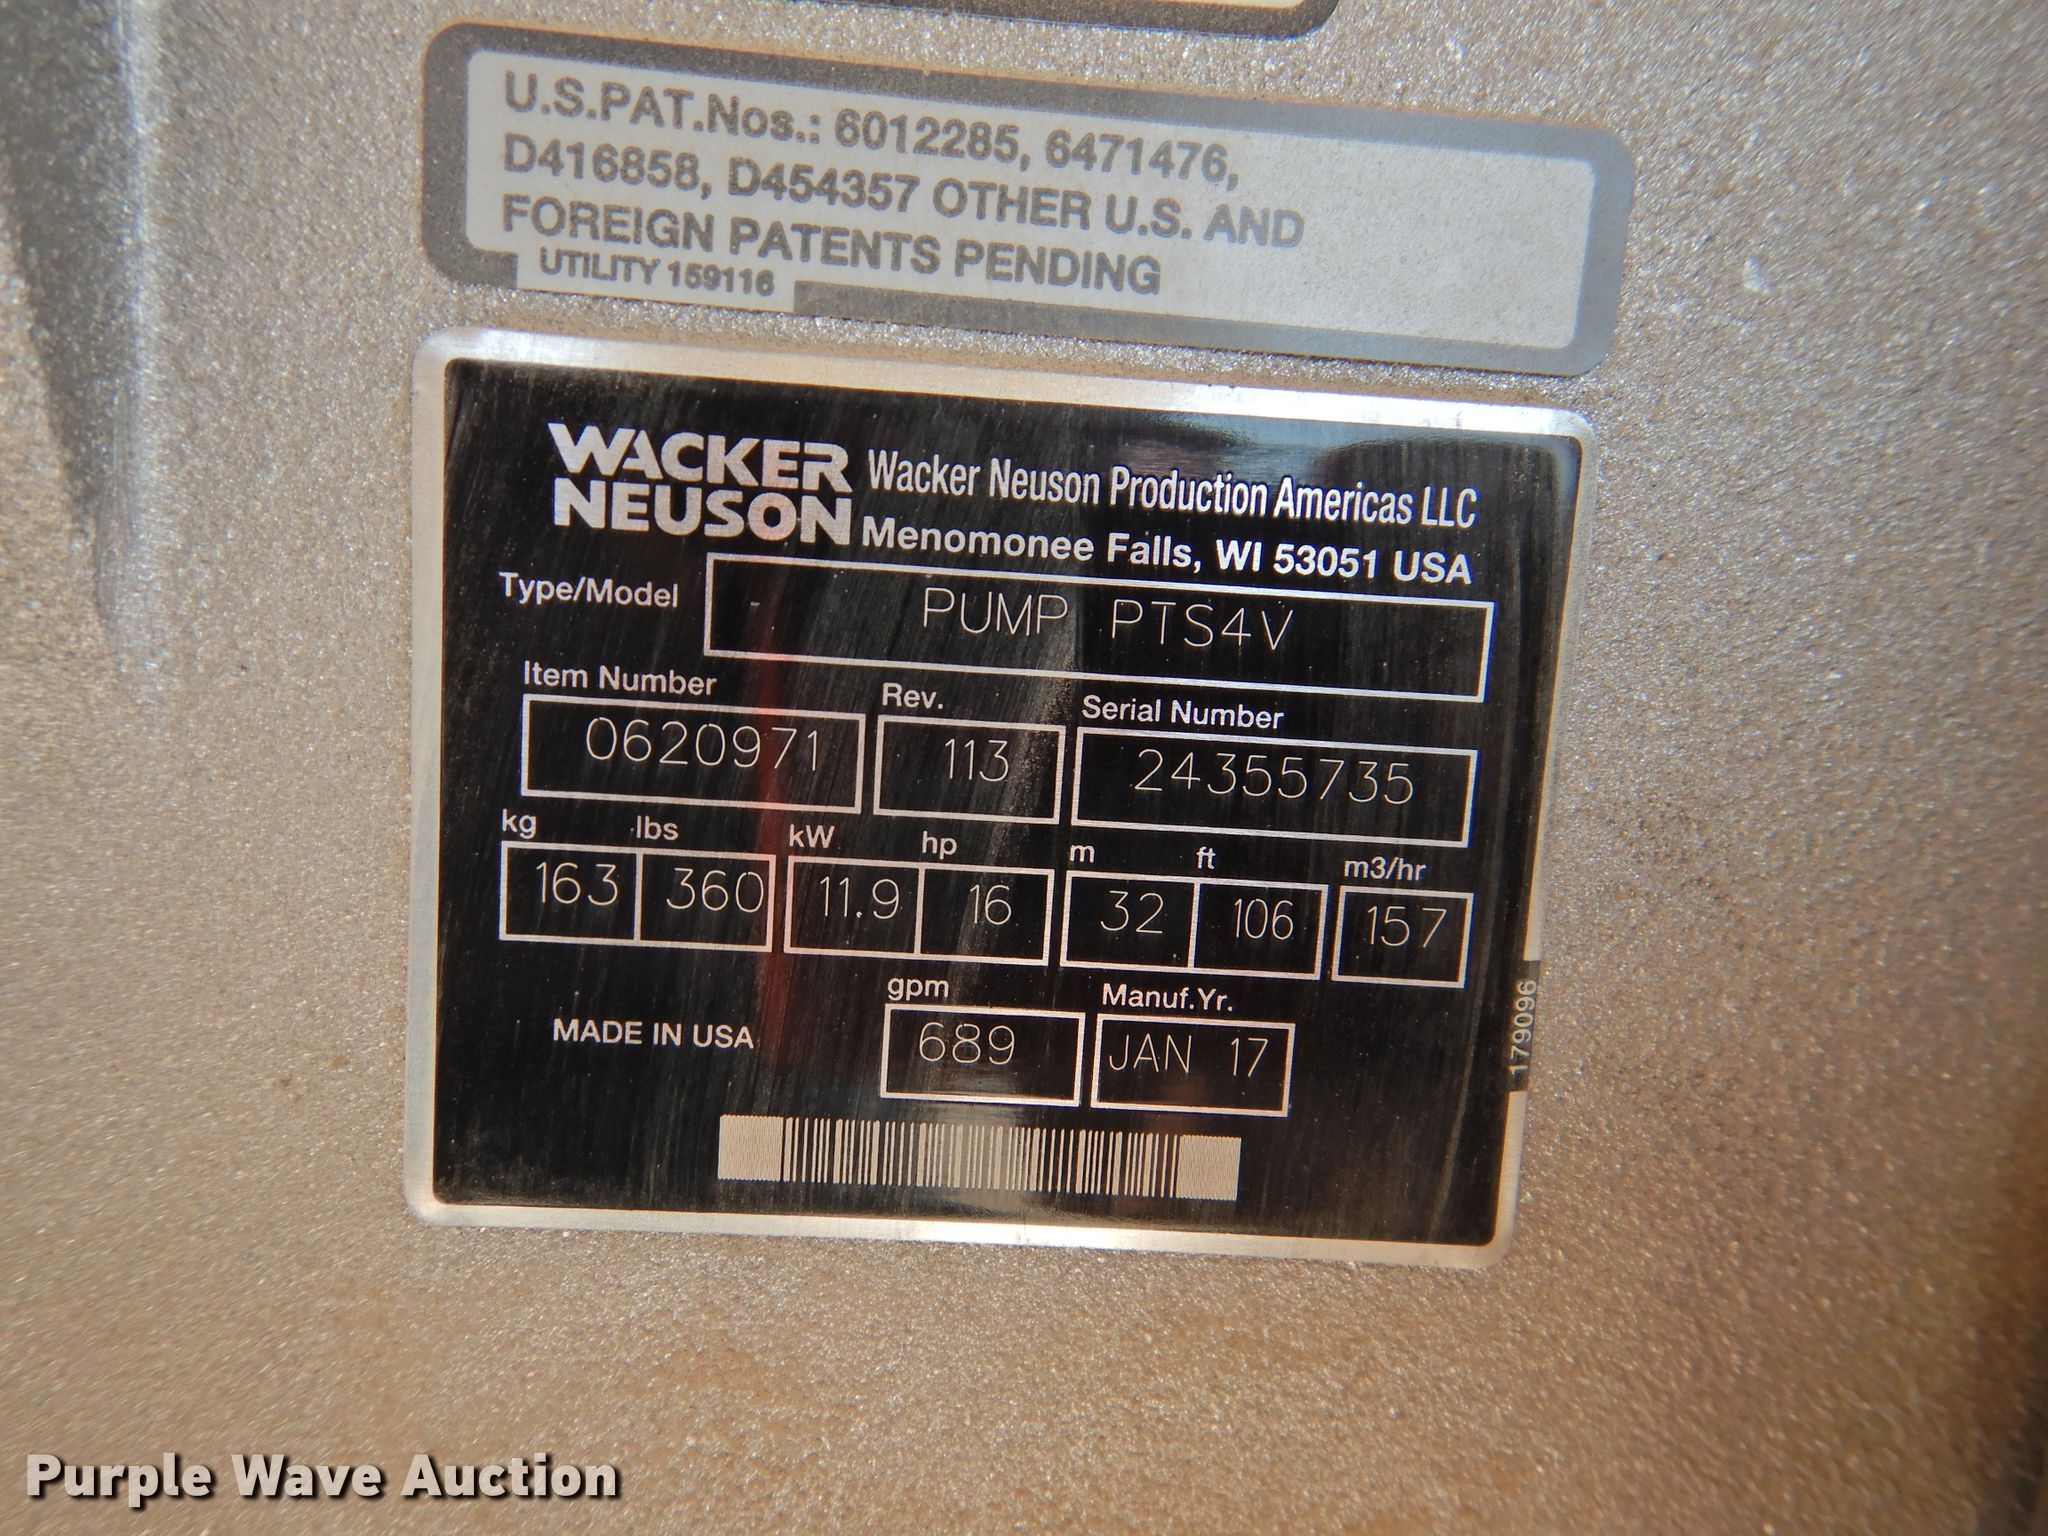 U.S.PAT.Nos.: 6012285, 6471476,
D416858, D454357 OTHER U.S. AND
FOREIGN PATENTS PENDING
UTILITY 159116
WACKER
NEUSON
Wacker Neuson Production Americas LLC
Menomonee Falls, WI 53051 USA
Type/Model
PUMP PTS4V
Item Number Rev. Serial Number
0620971 113 24355735
kg lbs kW hp m ft m3/hr
163 360 11.9 16 32 106 157
gpm Manuf.Yr.
MADE IN USA 689 JAN 17
179096
Purple Wave Auction